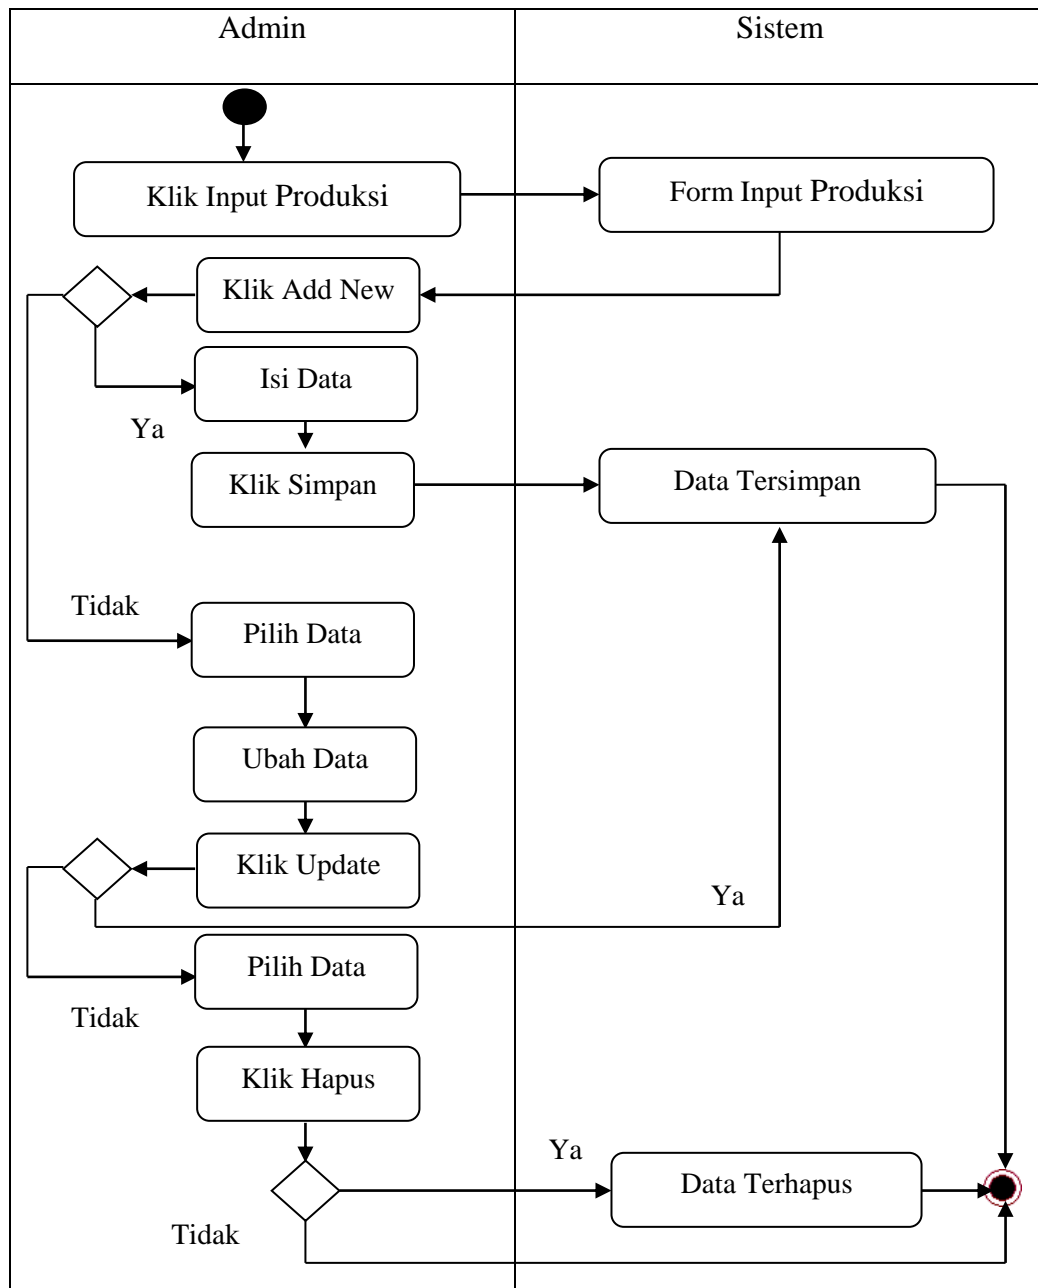 Admin
Sistem
Klik Input Produksi
Form Input Produksi
Klik Add New
Isi Data
Ya
Klik Simpan
Data Tersimpan
Tidak
Pilih Data
Ubah Data
Klik Update
Ya
Pilih Data
Tidak
Klik Hapus
Ya
Data Terhapus
Tidak